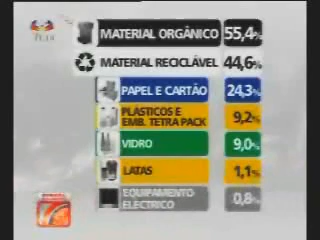 MATERIAL ORGÂNICO 55,4%
MATERIAL RECICLÁVEL 44,6%
PAPEL E CARTÃO 24,3%
PLÁSTICOS E
EMB. TETRA PACK 9,2%
VIDRO 9,0%
LATAS 1,1%
EQUIPAMENTO
ELECTRICO 0,8%